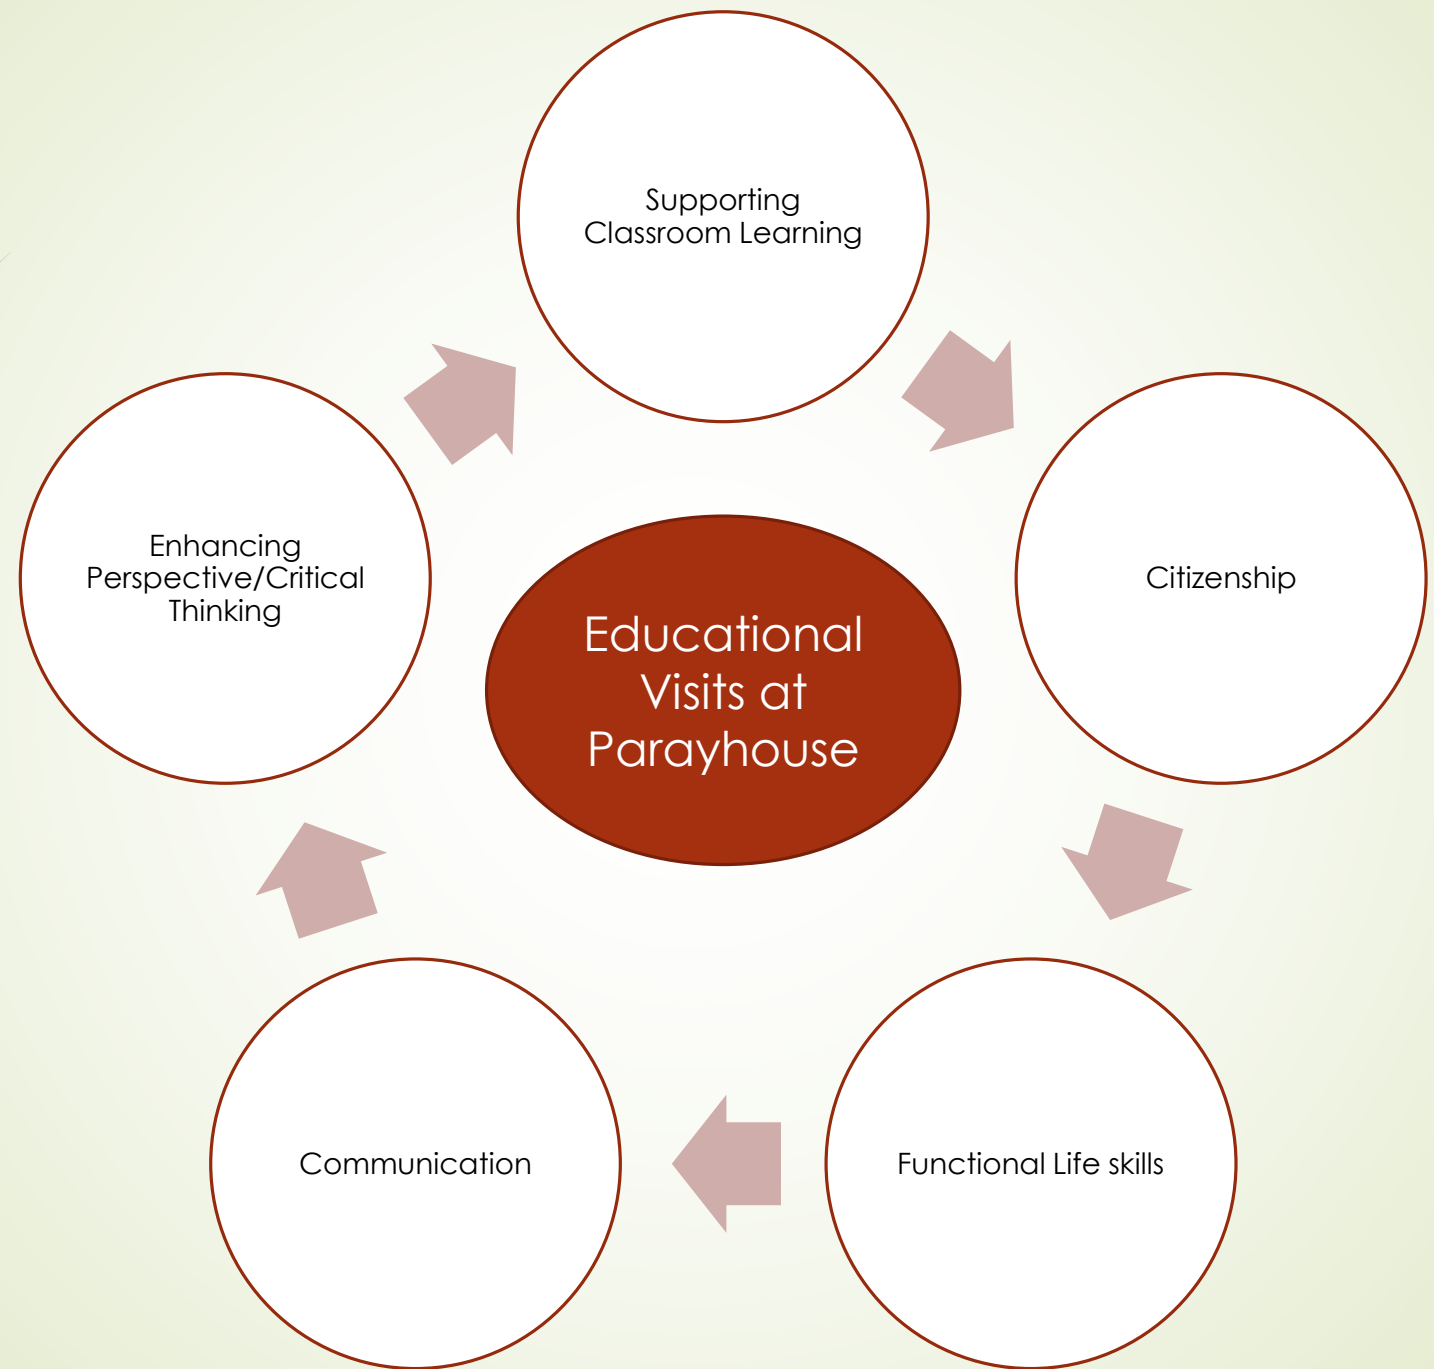 Supporting
Classroom Learning
Citizenship
Functional Life skills
Communication
Enhancing
Perspective/Critical
Thinking
Educational
Visits at
Parayhouse